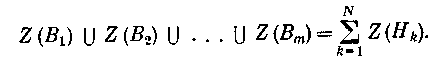 Z (B₁) ⋃ Z (B₂) ⋃ . . . ⋃ Z (Bₘ) = ∑ₖ₌₁ᴺ Z (Hₖ).